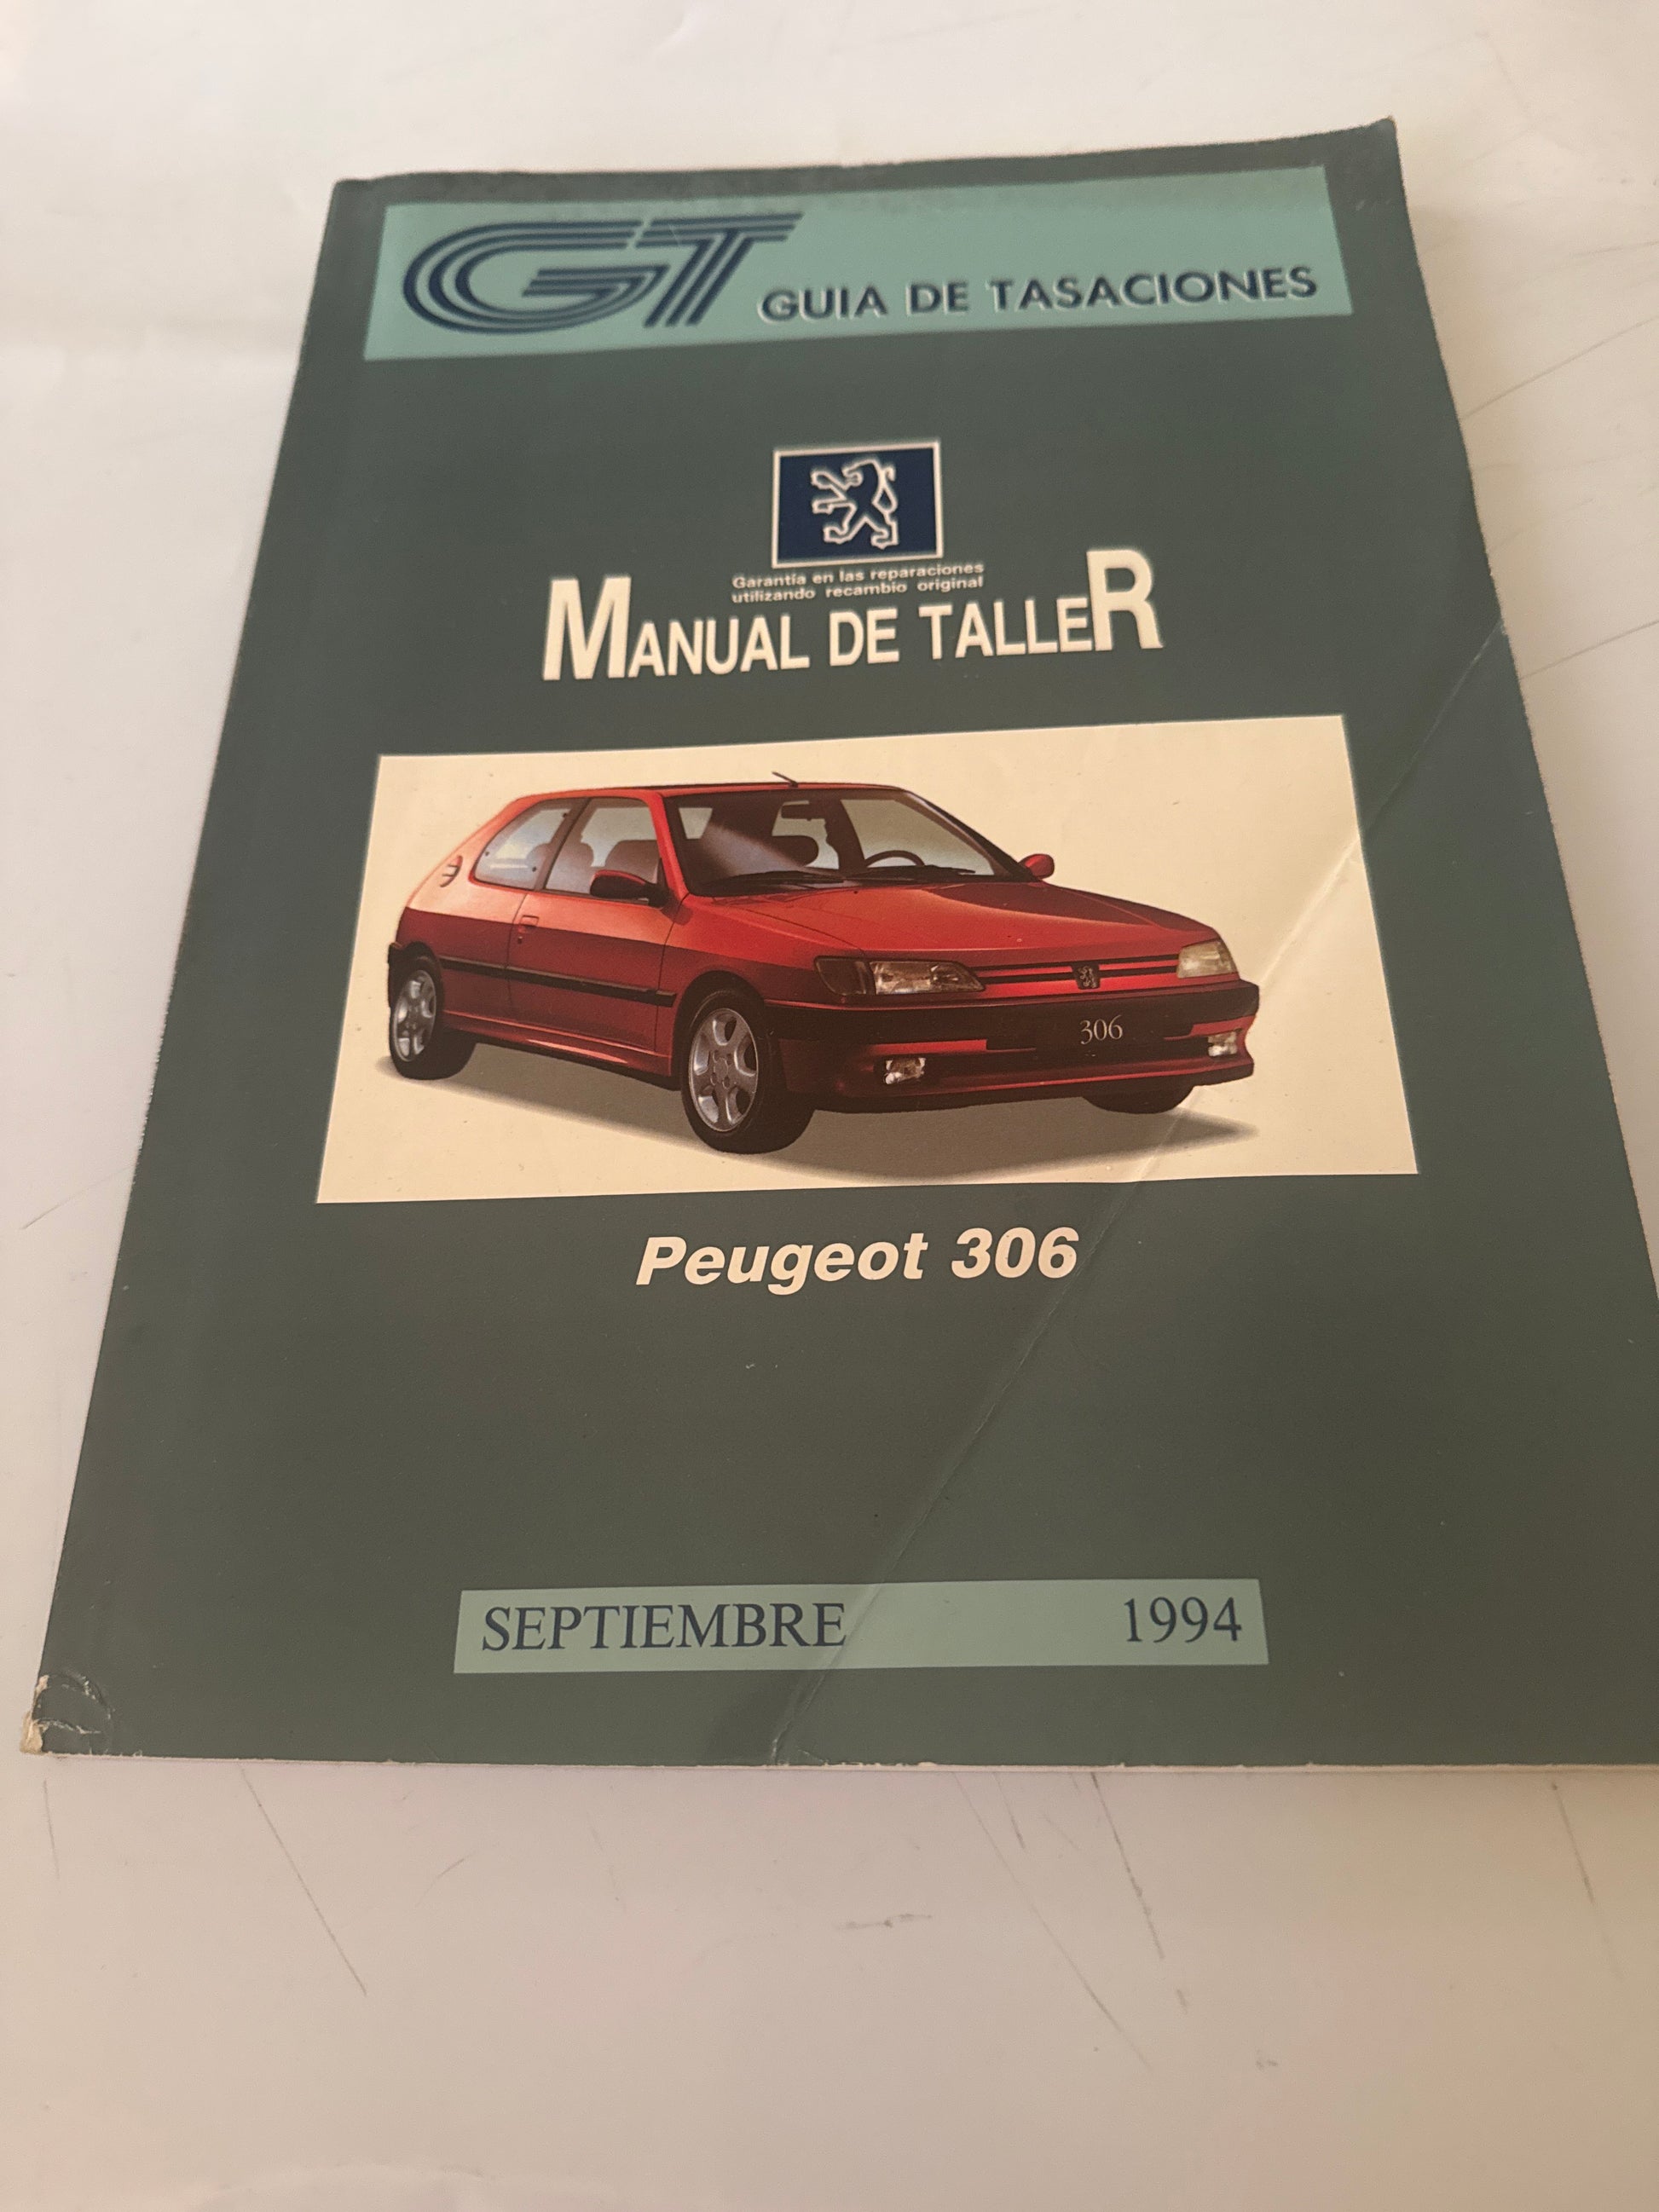 GT GUIA DE TASACIONES
Garantía en las reparaciones
utilizando recambio original
MANUAL DE TALLER
306
Peugeot 306
SEPTIEMBRE 1994